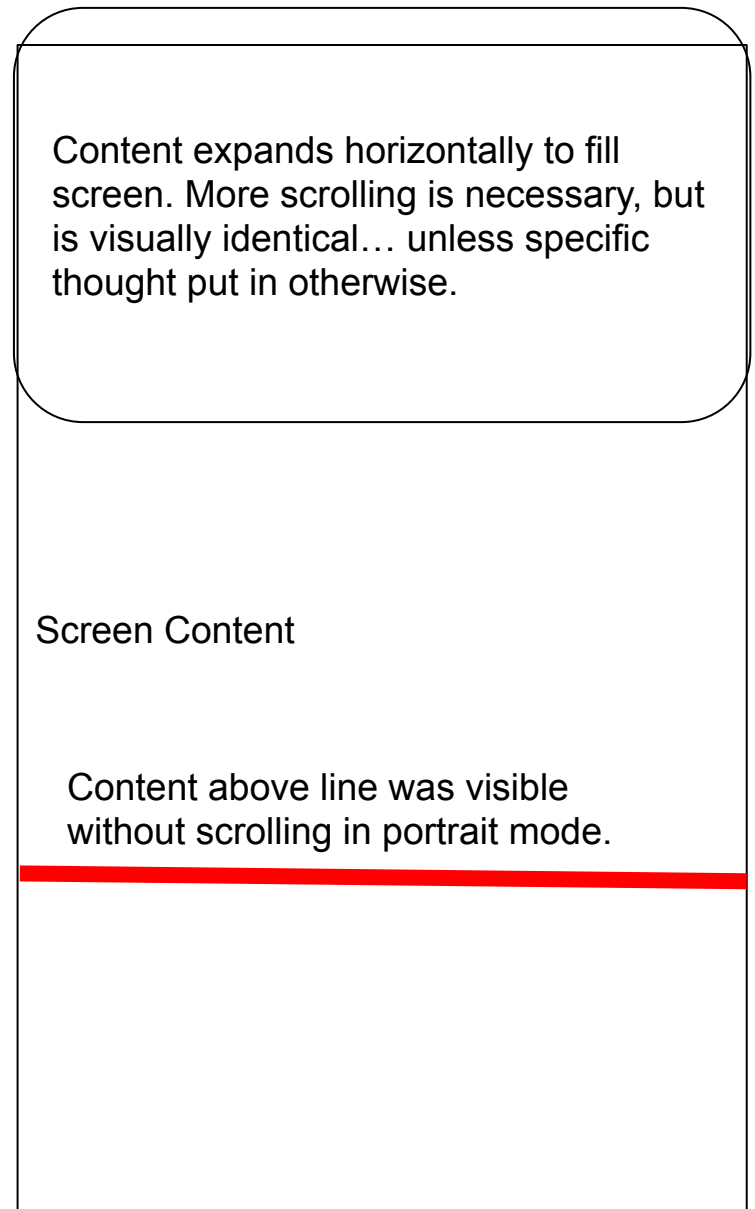 Content expands horizontally to fill
screen. More scrolling is necessary, but
is visually identical… unless specific
thought put in otherwise.
Screen Content
Content above line was visible
without scrolling in portrait mode.